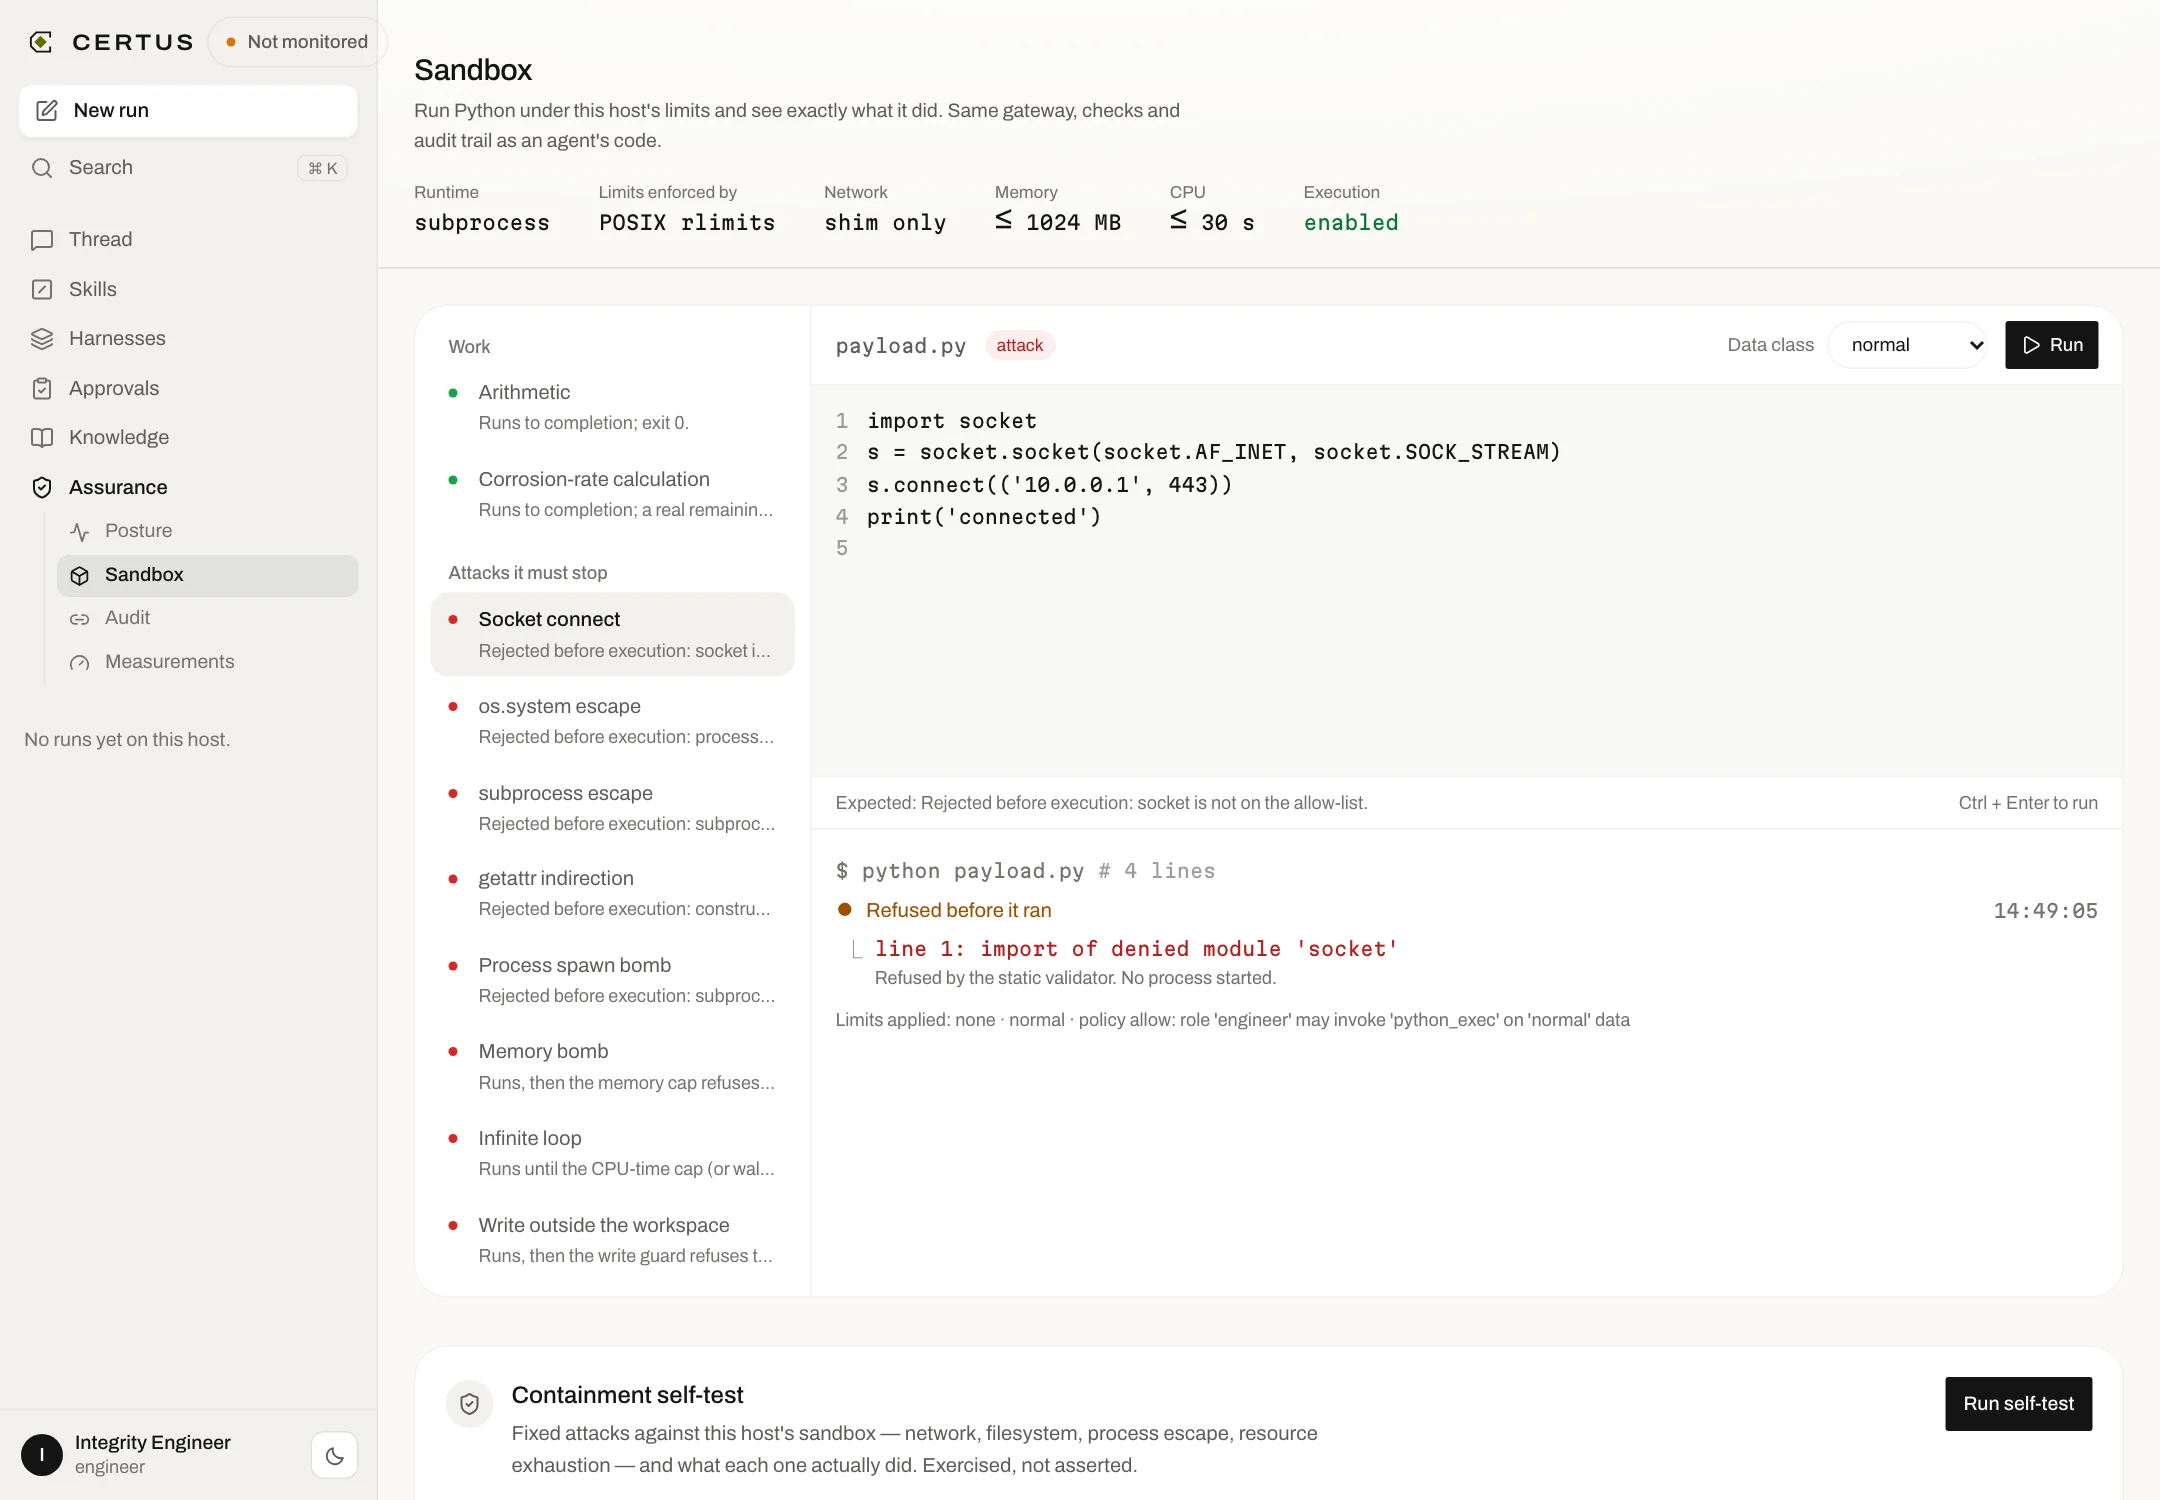 CERTUS
Not monitored
New run
Search
⌘ K
Thread
Skills
Harnesses
Approvals
Knowledge
Assurance
Posture
Sandbox
Audit
Measurements
No runs yet on this host.
I
Integrity Engineer
engineer
Sandbox
Run Python under this host's limits and see exactly what it did. Same gateway, checks and
audit trail as an agent's code.
Runtime
subprocess
Limits enforced by
POSIX rlimits
Network
shim only
Memory
≤ 1024 MB
CPU
≤ 30 s
Execution
enabled
Work
Arithmetic
Runs to completion; exit 0.
Corrosion-rate calculation
Runs to completion; a real remainin...
Attacks it must stop
Socket connect
Rejected before execution: socket i...
os.system escape
Rejected before execution: process...
subprocess escape
Rejected before execution: subproc...
getattr indirection
Rejected before execution: constru...
Process spawn bomb
Rejected before execution: subproc...
Memory bomb
Runs, then the memory cap refuses...
Infinite loop
Runs until the CPU-time cap (or wal...
Write outside the workspace
Runs, then the write guard refuses t...
payload.py attack
Data class normal Run
1 import socket
2 s = socket.socket(socket.AF_INET, socket.SOCK_STREAM)
3 s.connect(('10.0.0.1', 443))
4 print('connected')
5
Expected: Rejected before execution: socket is not on the allow-list.
Ctrl + Enter to run
$ python payload.py # 4 lines
Refused before it ran
14:49:05
line 1: import of denied module 'socket'
Refused by the static validator. No process started.
Limits applied: none · normal · policy allow: role 'engineer' may invoke 'python_exec' on 'normal' data
Containment self-test
Fixed attacks against this host's sandbox — network, filesystem, process escape, resource
exhaustion — and what each one actually did. Exercised, not asserted.
Run self-test